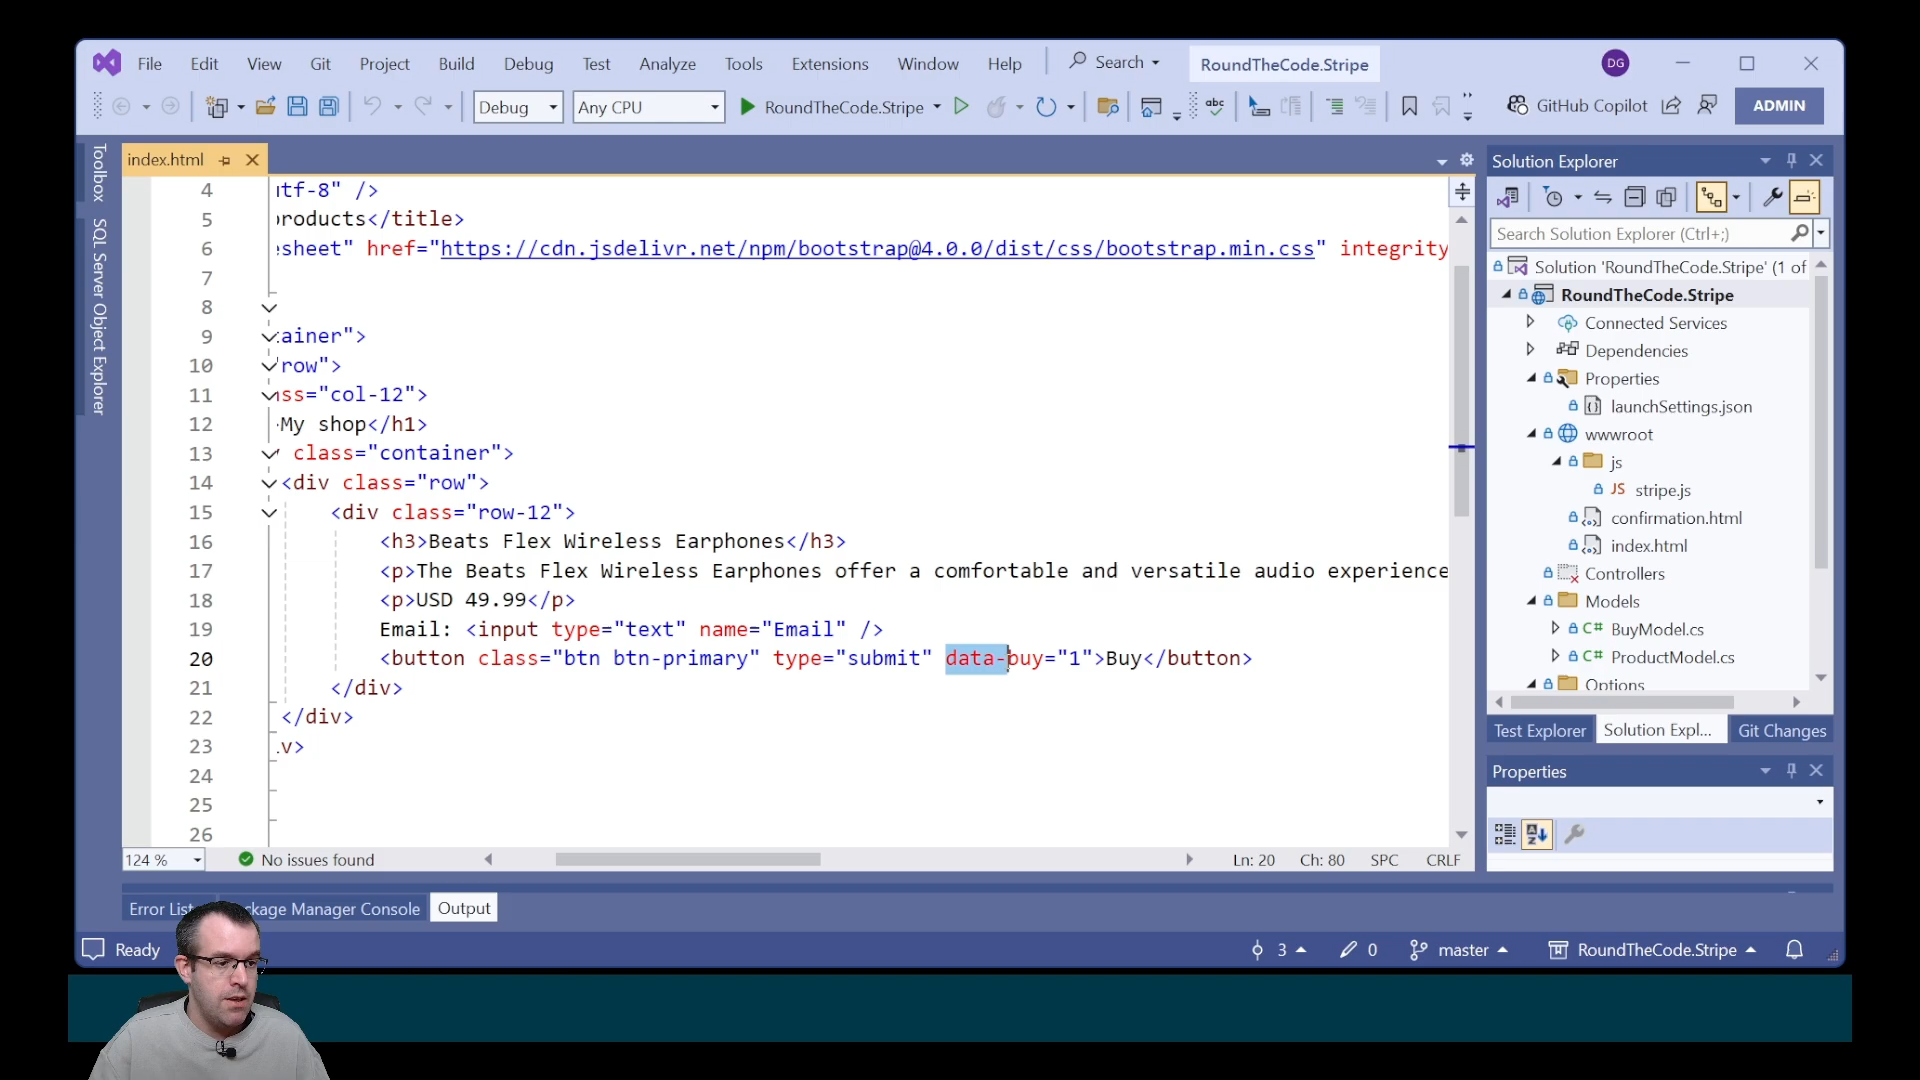 File Edit View Git Project Build Debug Test Analyze Tools Extensions Window Help Search RoundTheCode.Stripe DG
Debug Any CPU RoundTheCode.Stripe abc GitHub Copilot ADMIN
Toolbox
SQL Server Object Explorer
index.html
4 utf-8" />
5 products</title>
6 esheet" href="https://cdn.jsdelivr.net/npm/bootstrap@4.0.0/dist/css/bootstrap.min.css" integrity
7
8
9 ainer">
10 row">
11 ss="col-12">
12 My shop</h1>
13 class="container">
14 <div class="row">
15 <div class="row-12">
16 <h3>Beats Flex Wireless Earphones</h3>
17 <p>The Beats Flex Wireless Earphones offer a comfortable and versatile audio experience
18 <p>USD 49.99</p>
19 Email: <input type="text" name="Email" />
20 <button class="btn btn-primary" type="submit" data-buy="1">Buy</button>
21 </div>
22 </div>
23 v>
24
25
26
124 % No issues found Ln: 20 Ch: 80 SPC CRLF
Solution Explorer
Search Solution Explorer (Ctrl+;)
Solution 'RoundTheCode.Stripe' (1 of
RoundTheCode.Stripe
Connected Services
Dependencies
Properties
{} launchSettings.json
wwwroot
js
JS stripe.js
confirmation.html
index.html
Controllers
Models
C# BuyModel.cs
C# ProductModel.cs
Options
Test Explorer Solution Expl... Git Changes
Properties
Error List ckage Manager Console Output
Ready 3 0 master RoundTheCode.Stripe